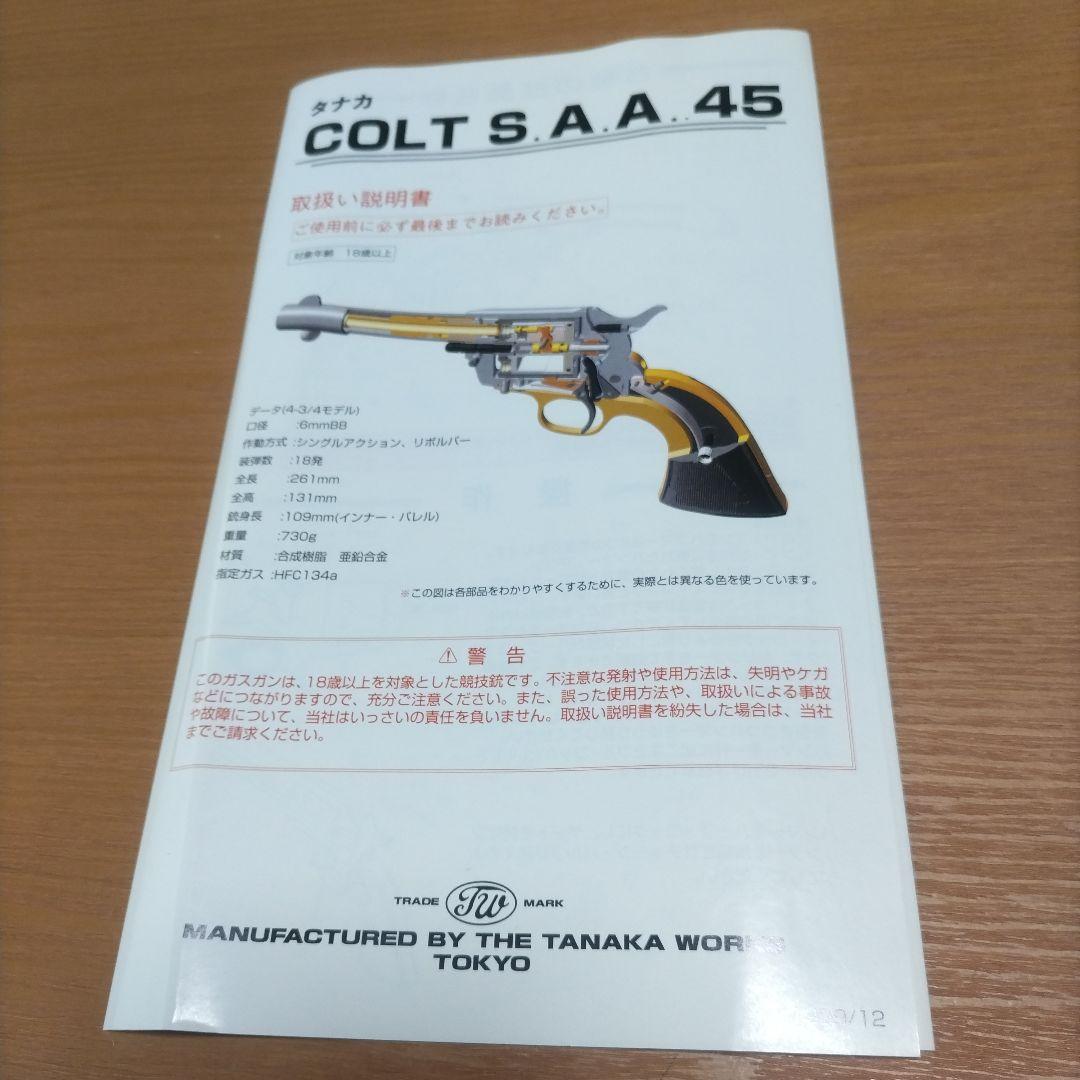 タナカ
COLT S.A.A..45
取扱い説明書
ご使用前に必ず最後までお読みください。
対象年齢 18歳以上
データ(4-3/4モデル)
口径 :6mmBB
作動方式 :シングルアクション、リボルバー
装弾数 :18発
全長 :261mm
全高 :131mm
銃身長 :109mm(インナー・バレル)
重量 :730g
材質 :合成樹脂 亜鉛合金
指定ガス :HFC134a
※この図は各部品をわかりやすくするために、実際とは異なる色を使っています。
⚠ 警告
このガスガンは、18歳以上を対象とした競技銃です。不注意な発射や使用方法は、失明やケガ
などにつながりますので、充分ご注意ください。また、誤った使用方法や、取扱いによる事故
や故障について、当社はいっさいの責任を負いません。取扱い説明書を紛失した場合は、当社
までご請求ください。
TRADE TW MARK
MANUFACTURED BY THE TANAKA WORKS
TOKYO
/12